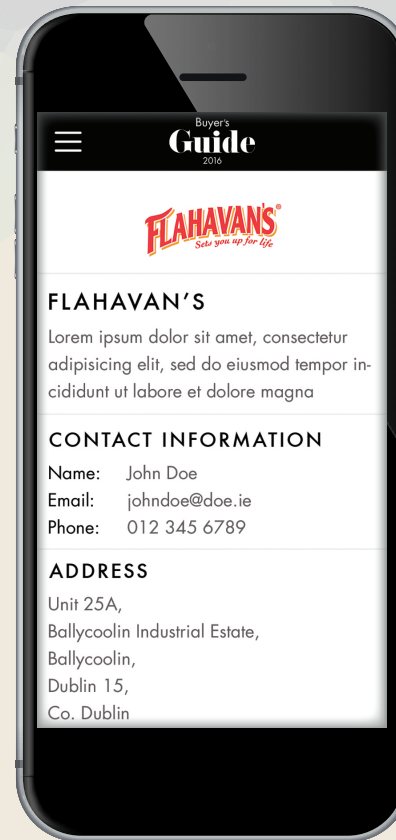 Buyer's
Guide
2016
FLAHAVAN'S®
Sets you up for life
FLAHAVAN'S
Lorem ipsum dolor sit amet, consectetur
adipisicing elit, sed do eiusmod tempor in-
cididunt ut labore et dolore magna
CONTACT INFORMATION
Name: John Doe
Email: johndoe@doe.ie
Phone: 012 345 6789
ADDRESS
Unit 25A,
Ballycoolin Industrial Estate,
Ballycoolin,
Dublin 15,
Co. Dublin